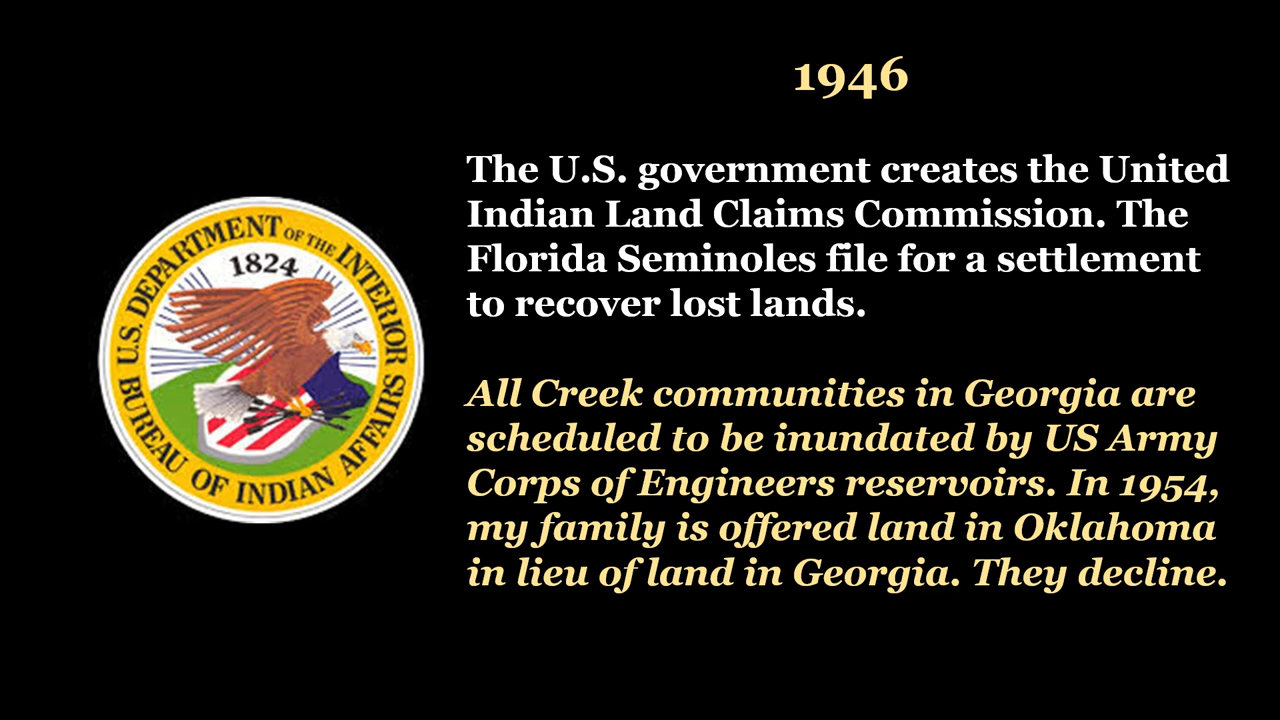 1946
The U.S. government creates the United
Indian Land Claims Commission. The
Florida Seminoles file for a settlement
to recover lost lands.
All Creek communities in Georgia are
scheduled to be inundated by US Army
Corps of Engineers reservoirs. In 1954,
my family is offered land in Oklahoma
in lieu of land in Georgia. They decline.
U.S. DEPARTMENT OF THE INTERIOR
1824
BUREAU OF INDIAN AFFAIRS